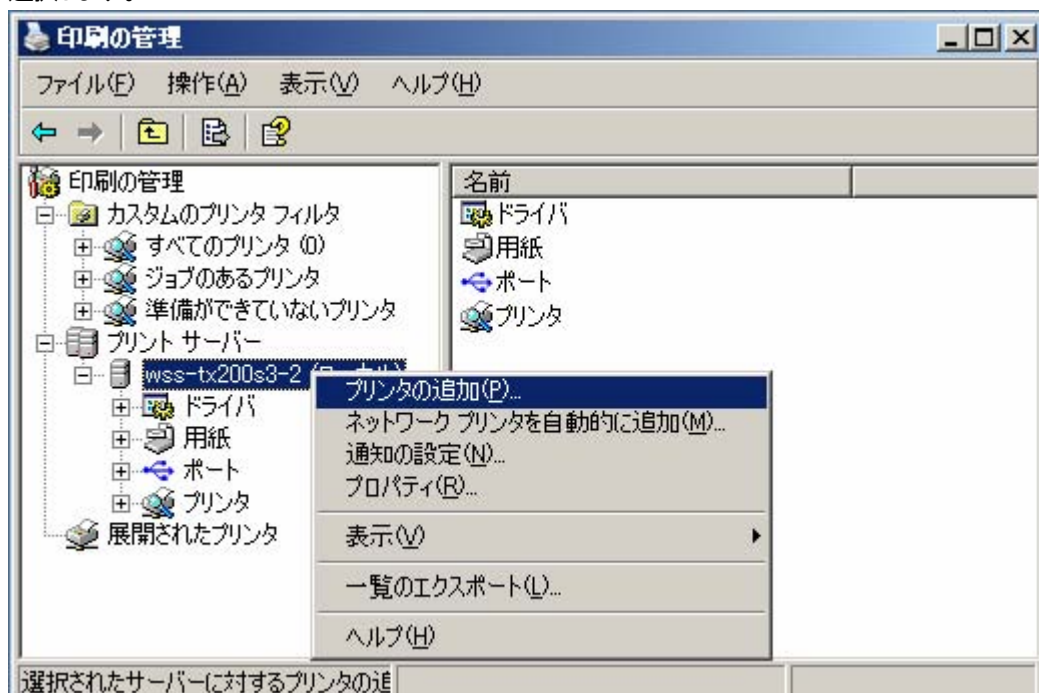 印刷の管理
ファイル(F) 操作(A) 表示(V) ヘルプ(H)
印刷の管理
カスタムのプリンタ フィルタ
すべてのプリンタ (0)
ジョブのあるプリンタ
準備ができていないプリンタ
プリント サーバー
wss-tx200s3-2
ドライバ
用紙
ポート
プリンタ
展開されたプリンタ
名前
ドライバ
用紙
ポート
プリンタ
プリンタの追加(P)...
ネットワーク プリンタを自動的に追加(M)...
通知の設定(N)...
プロパティ(R)...
表示(V)
一覧のエクスポート(L)...
ヘルプ(H)
選択されたサーバーに対するプリンタの追